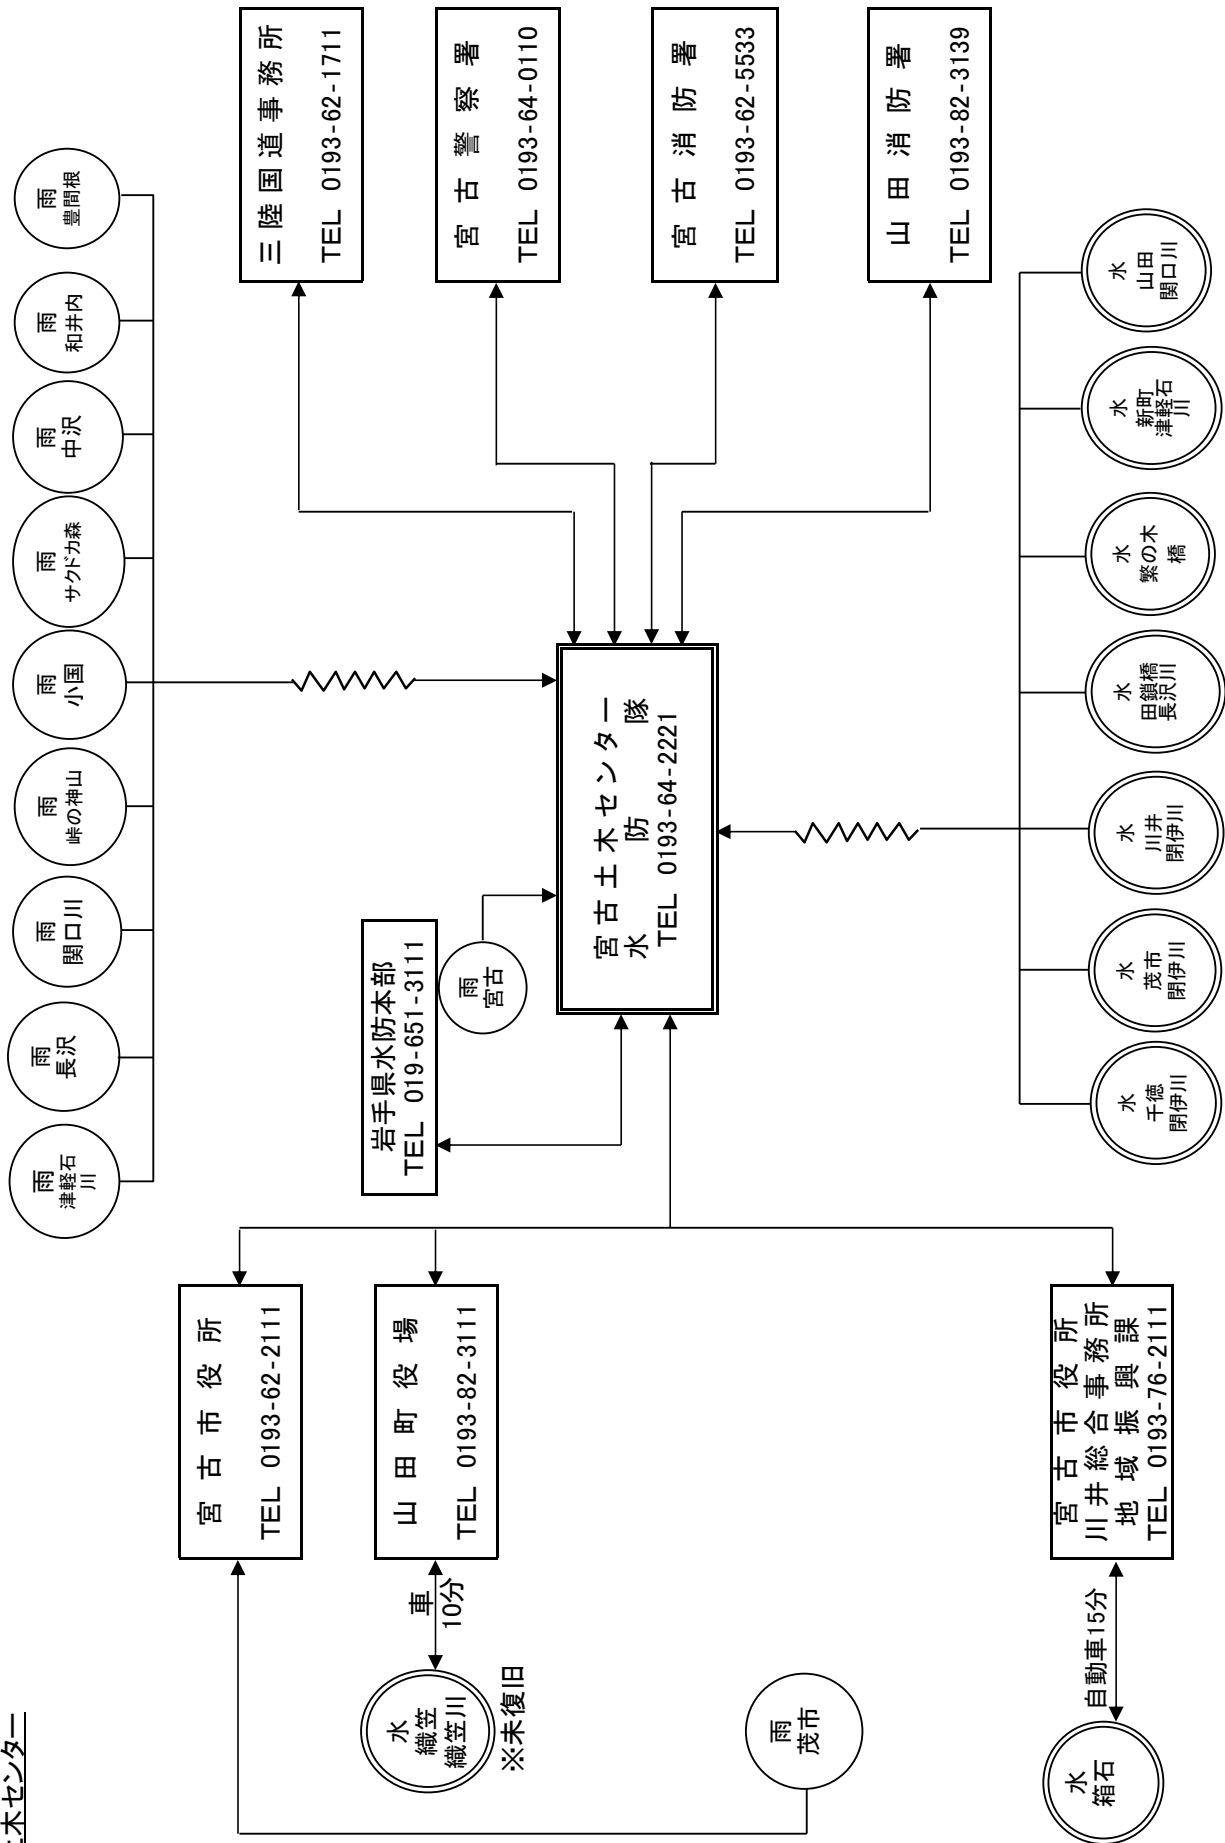 土木センター
雨
津軽石
川
雨
長沢
雨
関口川
雨
峠の神山
雨
小国
雨
サクドカ森
雨
中沢
雨
和井内
雨
豊間根
宮古市役所
TEL 0193-62-2111
山田町役場
TEL 0193-82-3111
車
10分
水
織笠
織笠川
※未復旧
雨
茂市
宮古市役所
川井総合事務所
地域振興課
TEL 0193-76-2111
自動車15分
水
箱石
岩手県水防本部
TEL 019-651-3111
雨
宮古
宮古土木センター
水防隊
TEL 0193-64-2221
三陸国道事務所
TEL 0193-62-1711
宮古警察署
TEL 0193-64-0110
宮古消防署
TEL 0193-62-5533
山田消防署
TEL 0193-82-3139
水
千徳
閉伊川
水
茂市
閉伊川
水
川井
閉伊川
水
田鎖橋
長沢川
水
繁の木
橋
水
新町
津軽石
川
水
山田
関口川